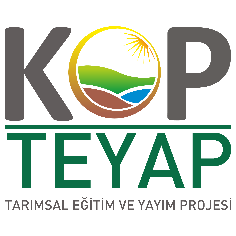 KOP
TEYAP
TARIMSAL EĞİTİM VE YAYIM PROJESİ